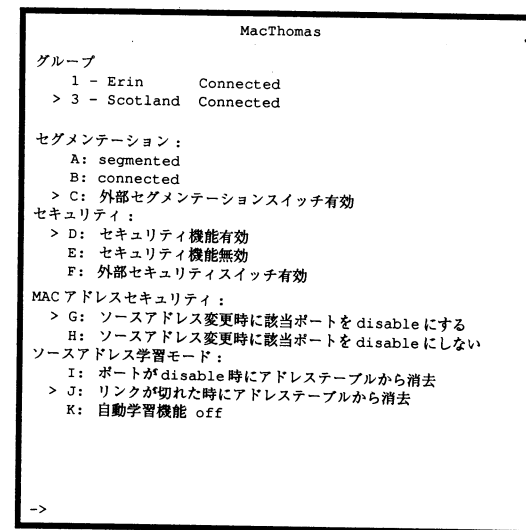 MacThomas
グループ
1 - Erin Connected
> 3 - Scotland Connected
セグメンテーション：
A: segmented
B: connected
> C: 外部セグメンテーションスイッチ有効
セキュリティ：
> D: セキュリティ機能有効
E: セキュリティ機能無効
F: 外部セキュリティスイッチ有効
MACアドレスセキュリティ：
> G: ソースアドレス変更時に該当ポートをdisableにする
H: ソースアドレス変更時に該当ポートをdisableにしない
ソースアドレス学習モード：
I: ポートがdisable時にアドレステーブルから消去
> J: リンクが切れた時にアドレステーブルから消去
K: 自動学習機能 off
->